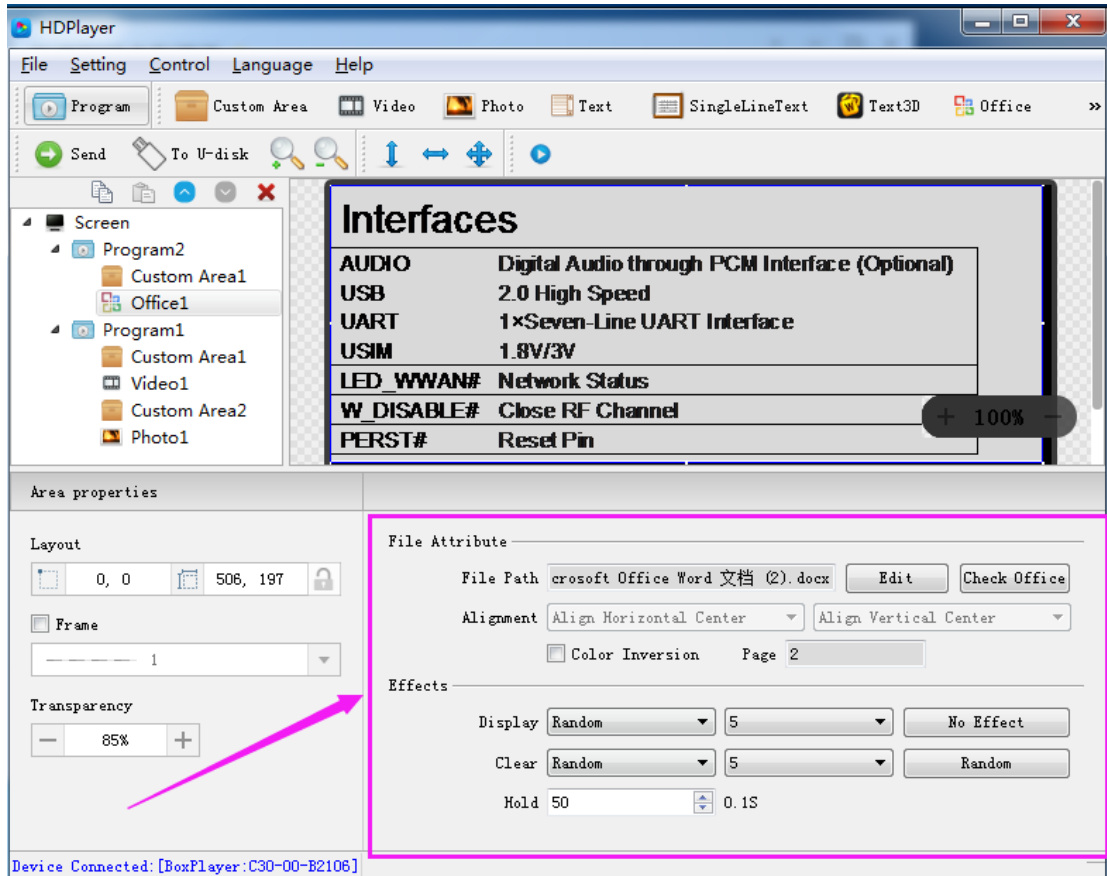 HDPlayer
File Setting Control Language Help
Program Custom Area Video Photo Text SingleLineText Text3D Office »
Send To U-disk
Screen
Program2
Custom Area1
Office1
Program1
Custom Area1
Video1
Custom Area2
Photo1
Interfaces
AUDIO Digital Audio through PCM Interface (Optional)
USB 2.0 High Speed
UART 1×Seven-Line UART Interface
USIM 1.8V/3V
LED_WWAN# Network Status
W_DISABLE# Close RF Channel
PERST# Reset Pin
+ 100% −
Area properties
Layout
0, 0 506, 197
Frame
1
Transparency
− 85% +
File Attribute
File Path crosoft Office Word 文档 (2).docx Edit Check Office
Alignment Align Horizontal Center Align Vertical Center
Color Inversion Page 2
Effects
Display Random 5 No Effect
Clear Random 5 Random
Hold 50 0.1S
Device Connected:[BoxPlayer:C30-00-B2106]